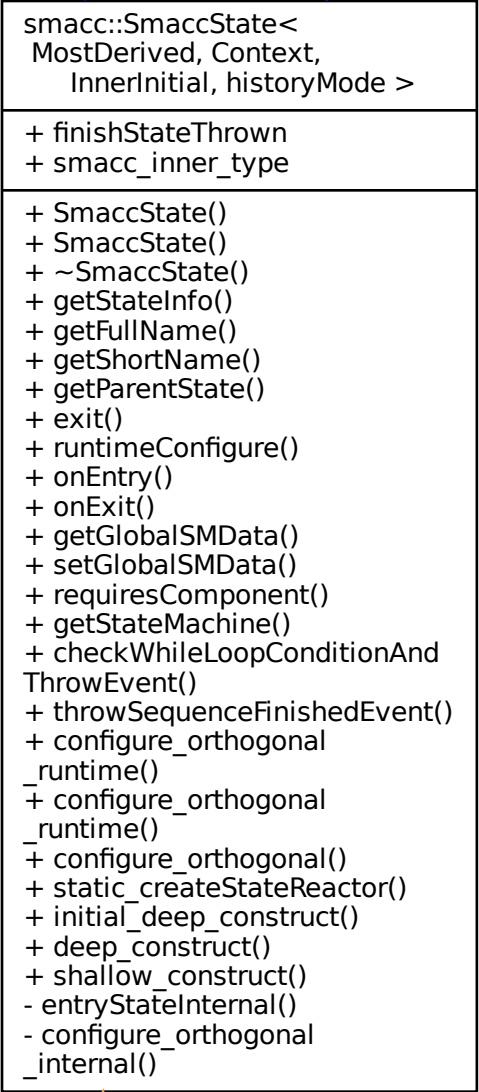 smacc::SmaccState<
MostDerived, Context,
InnerInitial, historyMode >
+ finishStateThrown
+ smacc_inner_type
+ SmaccState()
+ SmaccState()
+ ~SmaccState()
+ getStateInfo()
+ getFullName()
+ getShortName()
+ getParentState()
+ exit()
+ runtimeConfigure()
+ onEntry()
+ onExit()
+ getGlobalSMData()
+ setGlobalSMData()
+ requiresComponent()
+ getStateMachine()
+ checkWhileLoopConditionAnd
ThrowEvent()
+ throwSequenceFinishedEvent()
+ configure_orthogonal
_runtime()
+ configure_orthogonal
_runtime()
+ configure_orthogonal()
+ static_createStateReactor()
+ initial_deep_construct()
+ deep_construct()
+ shallow_construct()
- entryStateInternal()
- configure_orthogonal
_internal()